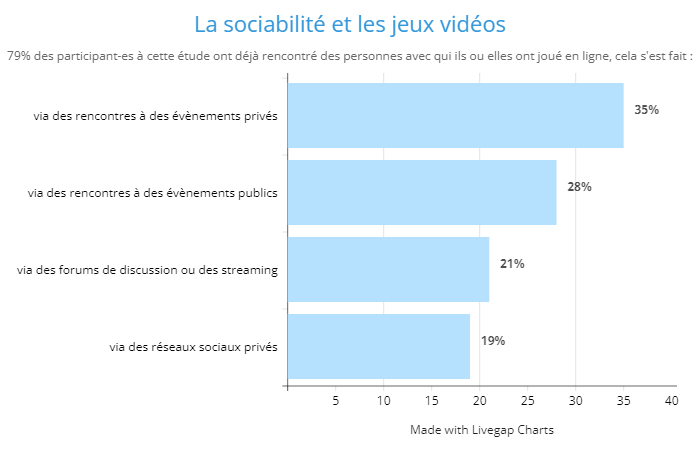 La sociabilité et les jeux vidéos
79% des participant-es à cette étude ont déjà rencontré des personnes avec qui ils ou elles ont joué en ligne, cela s'est fait :
via des rencontres à des évènements privés
35%
via des rencontres à des évènements publics
28%
via des forums de discussion ou des streaming
21%
via des réseaux sociaux privés
19%
5 10 15 20 25 30 35 40
Made with Livegap Charts